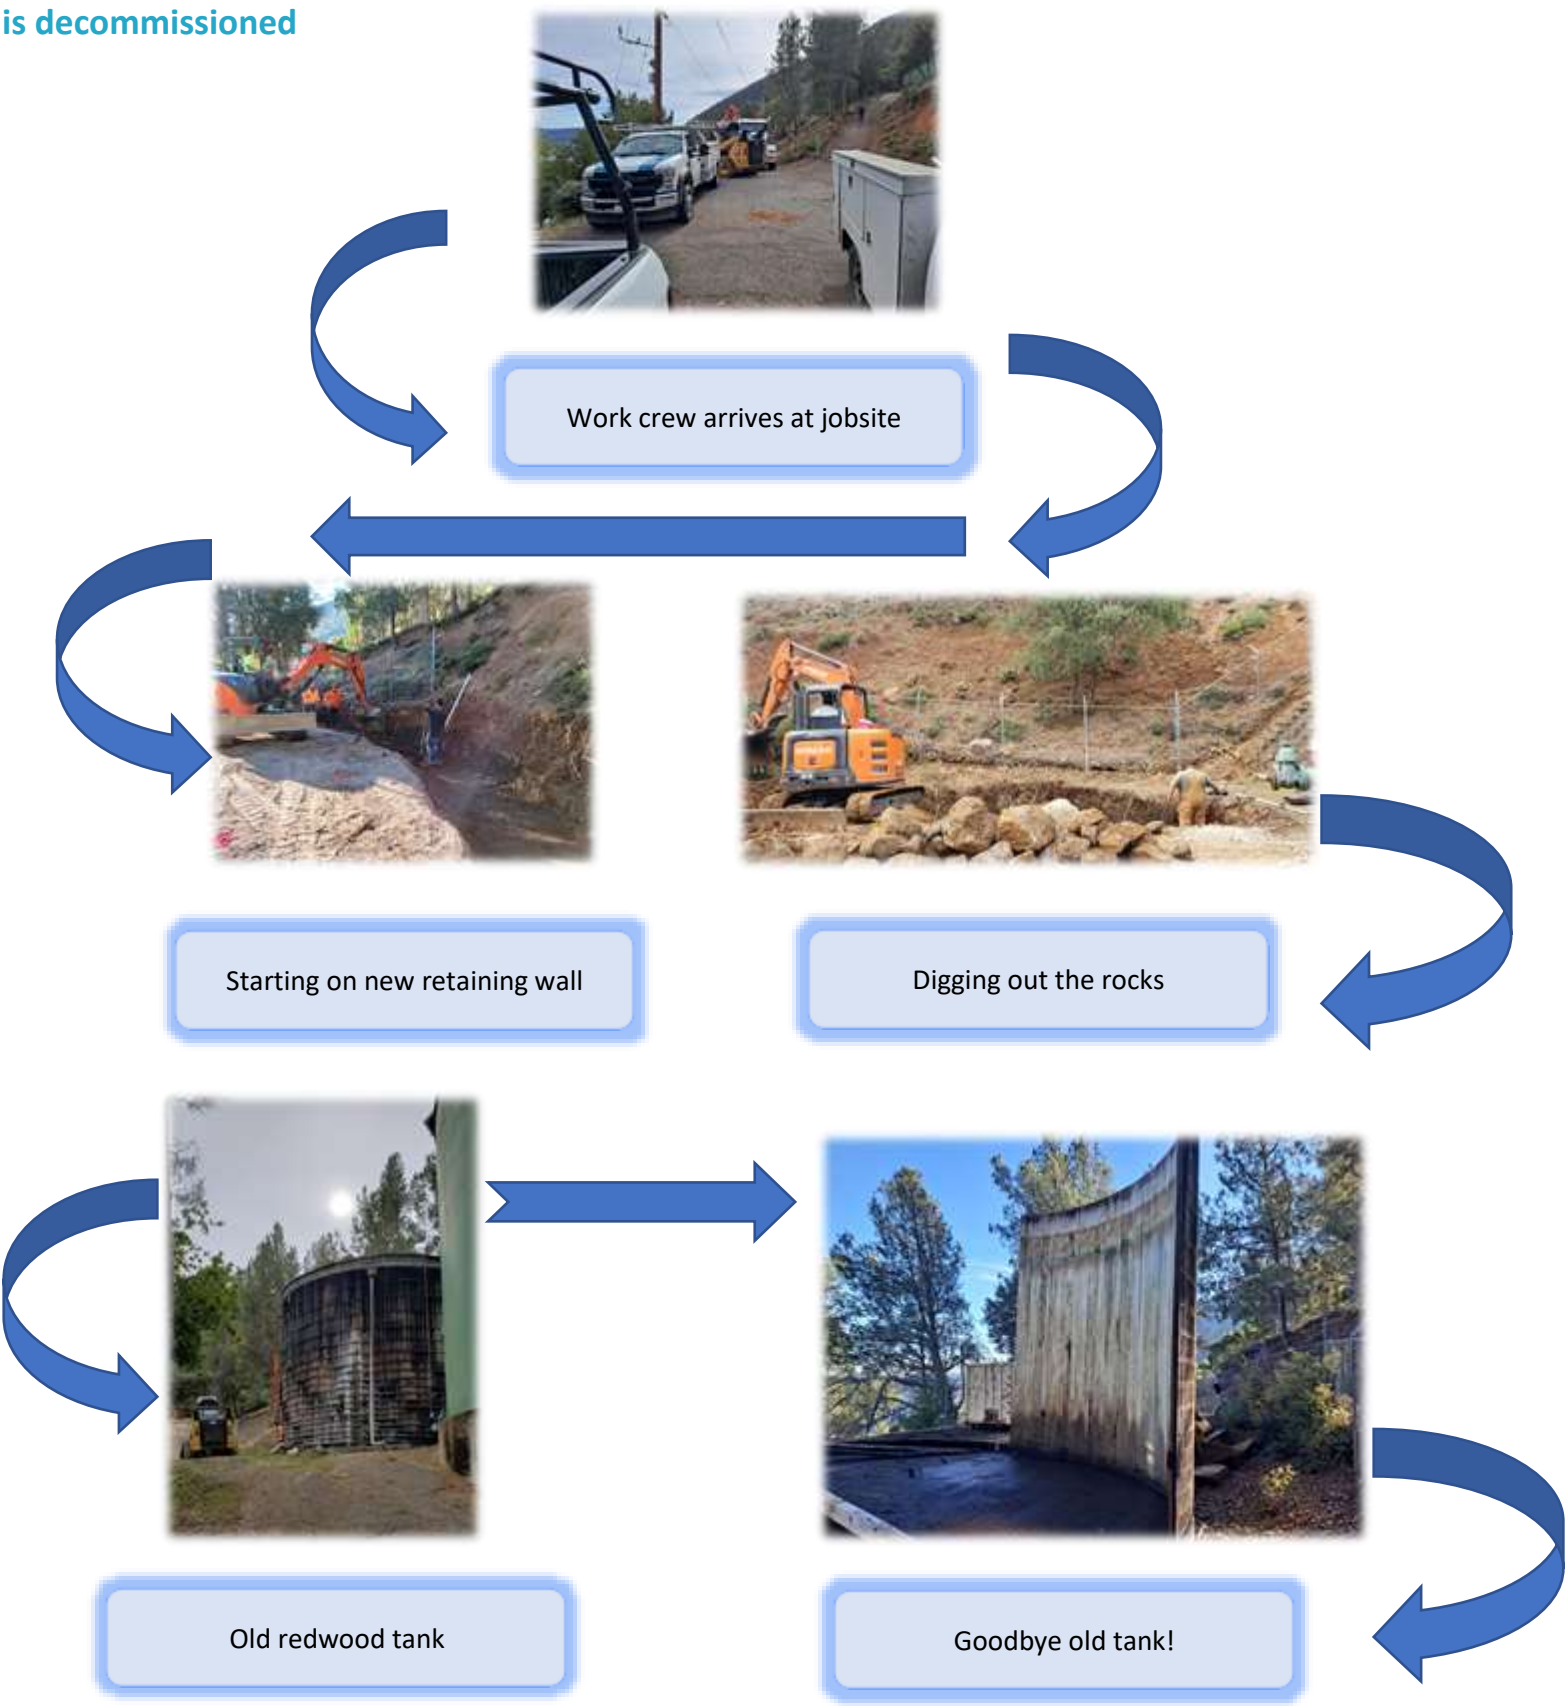 is decommissioned
Work crew arrives at jobsite
Starting on new retaining wall
Digging out the rocks
Old redwood tank
Goodbye old tank!